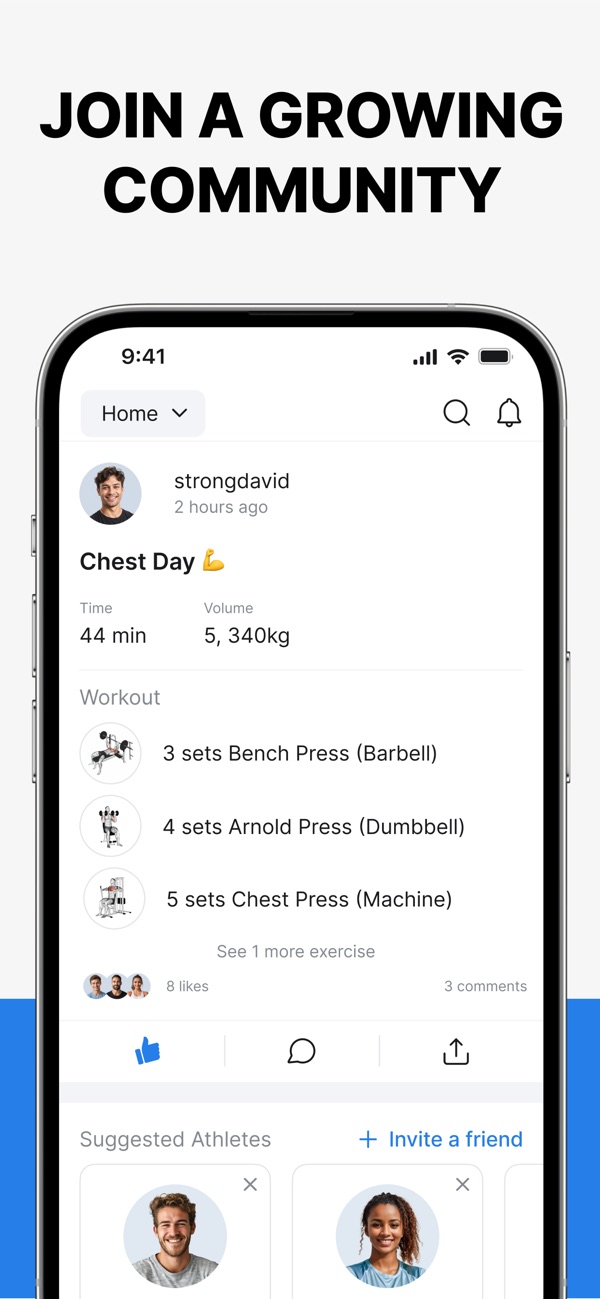 JOIN A GROWING
COMMUNITY
9:41
Home
strongdavid
2 hours ago
Chest Day 💪
Time Volume
44 min 5, 340kg
Workout
3 sets Bench Press (Barbell)
4 sets Arnold Press (Dumbbell)
5 sets Chest Press (Machine)
See 1 more exercise
8 likes 3 comments
Suggested Athletes + Invite a friend